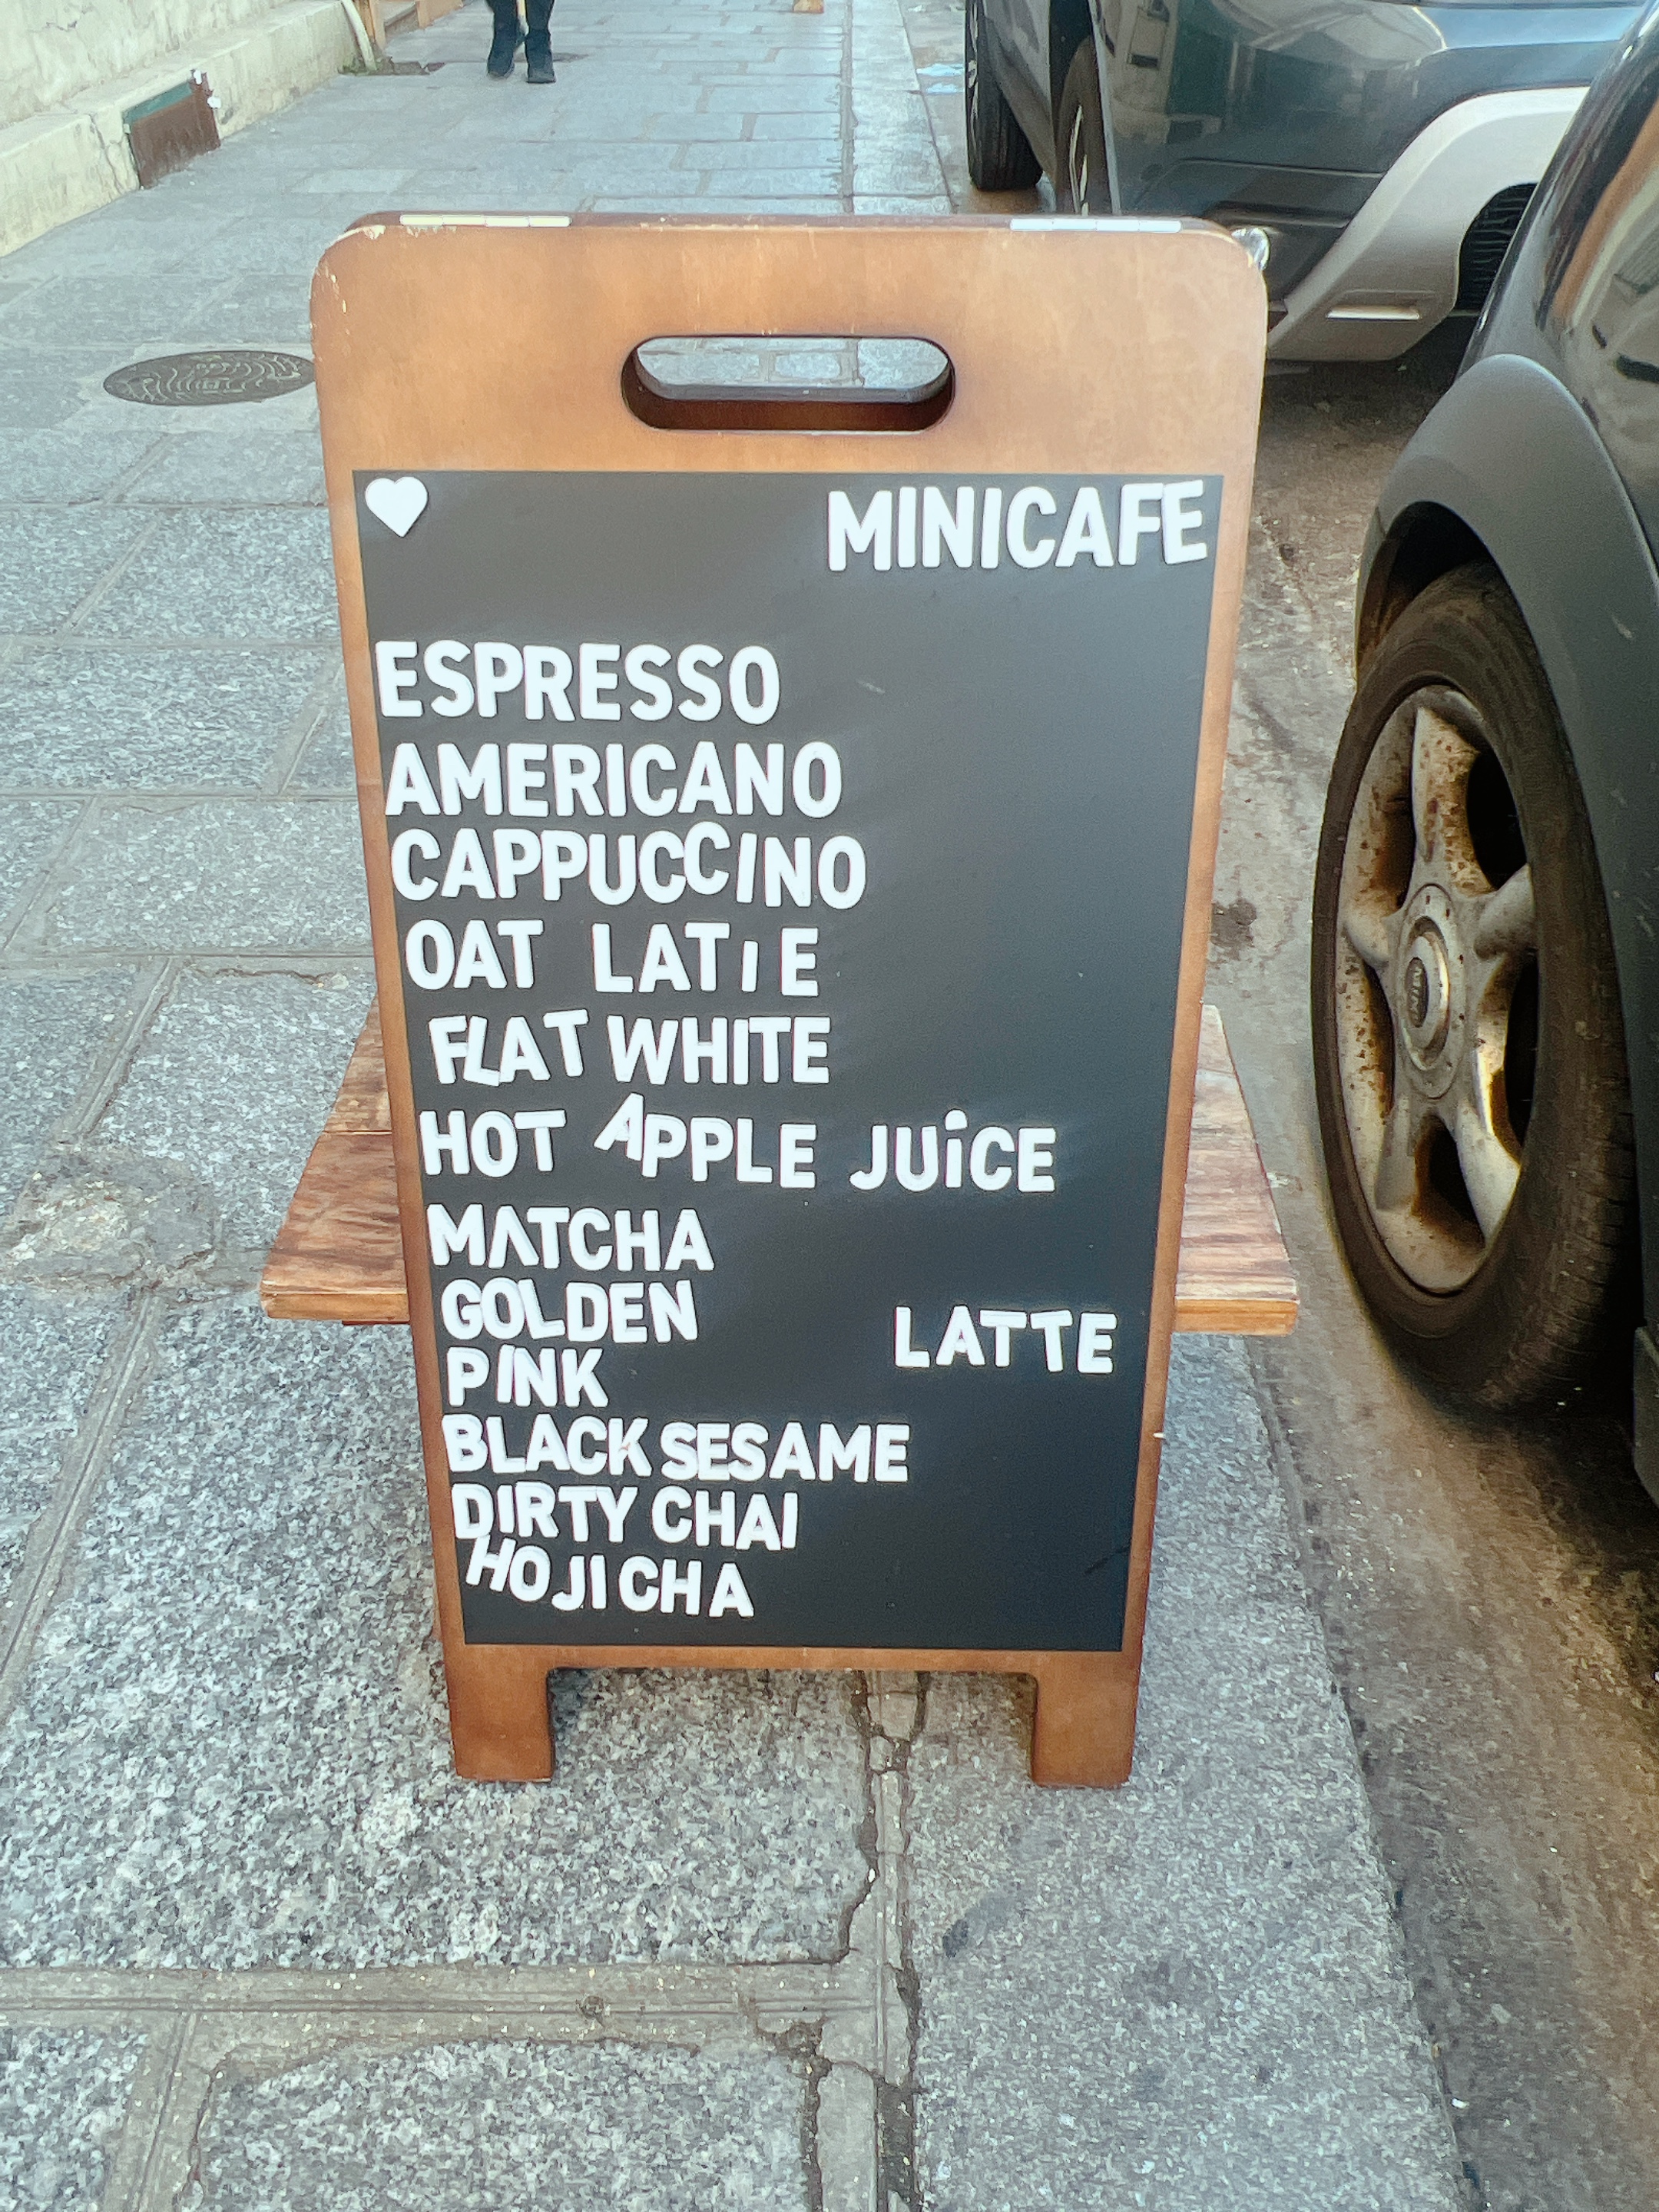 ♥ MINICAFE
ESPRESSO
AMERICANO
CAPPUCCINO
OAT LATıE
FLAT WHITE
HOT APPLE JUiCE
MATCHA
GOLDEN
LATTE
PINK
BLACK SESAME
DIRTY CHAI
HOJICHA